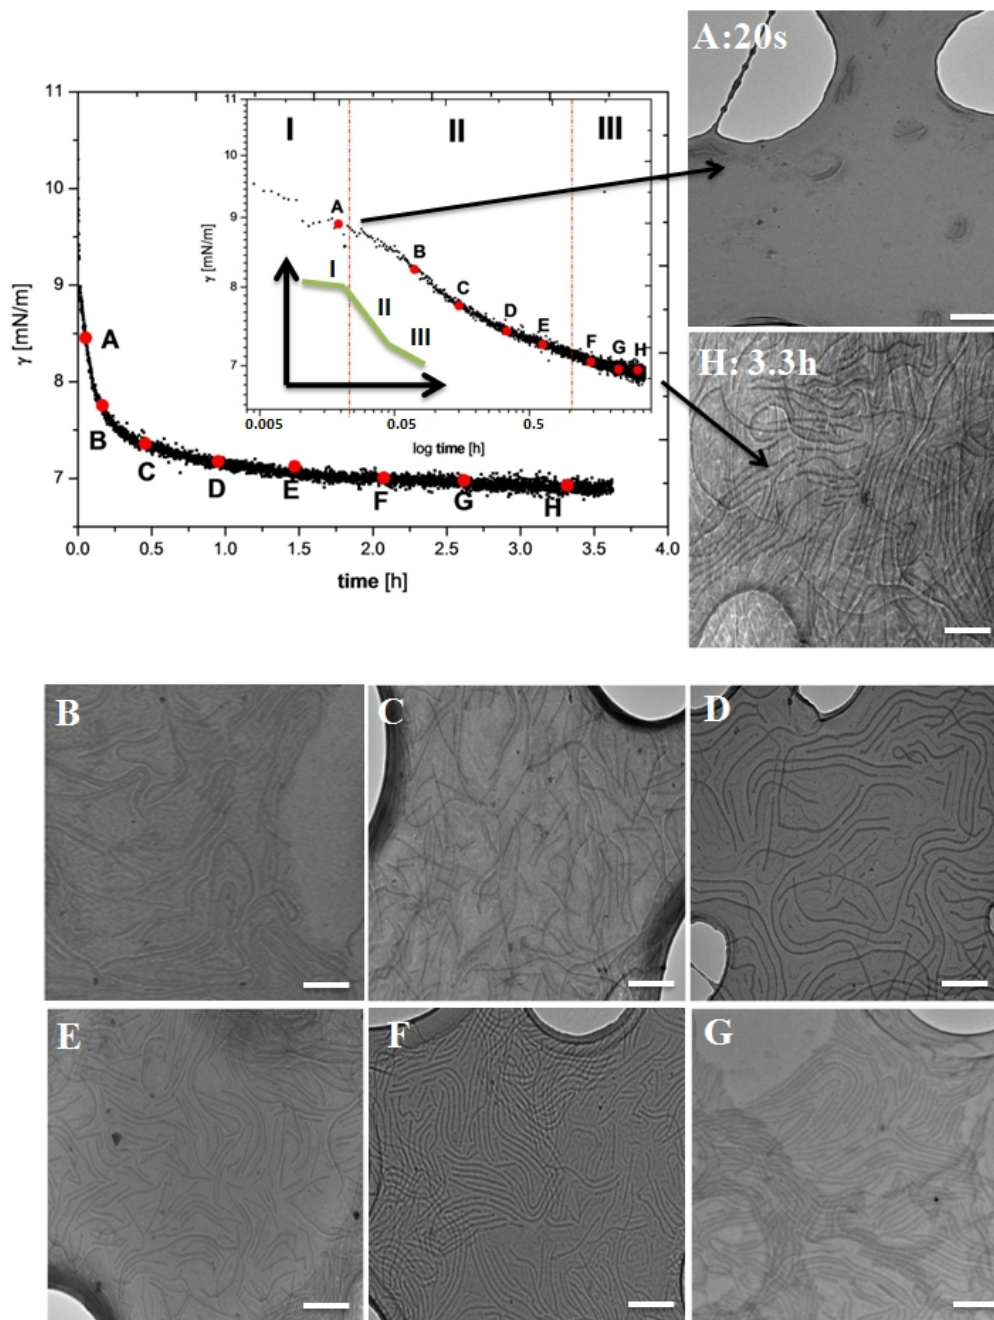 A:20s
11
10
9
8
7
γ [mN/m]
0.0 0.5 1.0 1.5 2.0 2.5 3.0 3.5 4.0
time [h]
A
B
C
D
E
F
G
H
11
10
9
8
7
γ [mN/m]
I II III
A
B
C
D
E
F
G
H
I
II
III
0.005 0.05 0.5
log time [h]
H: 3.3h
B
C
D
E
F
G